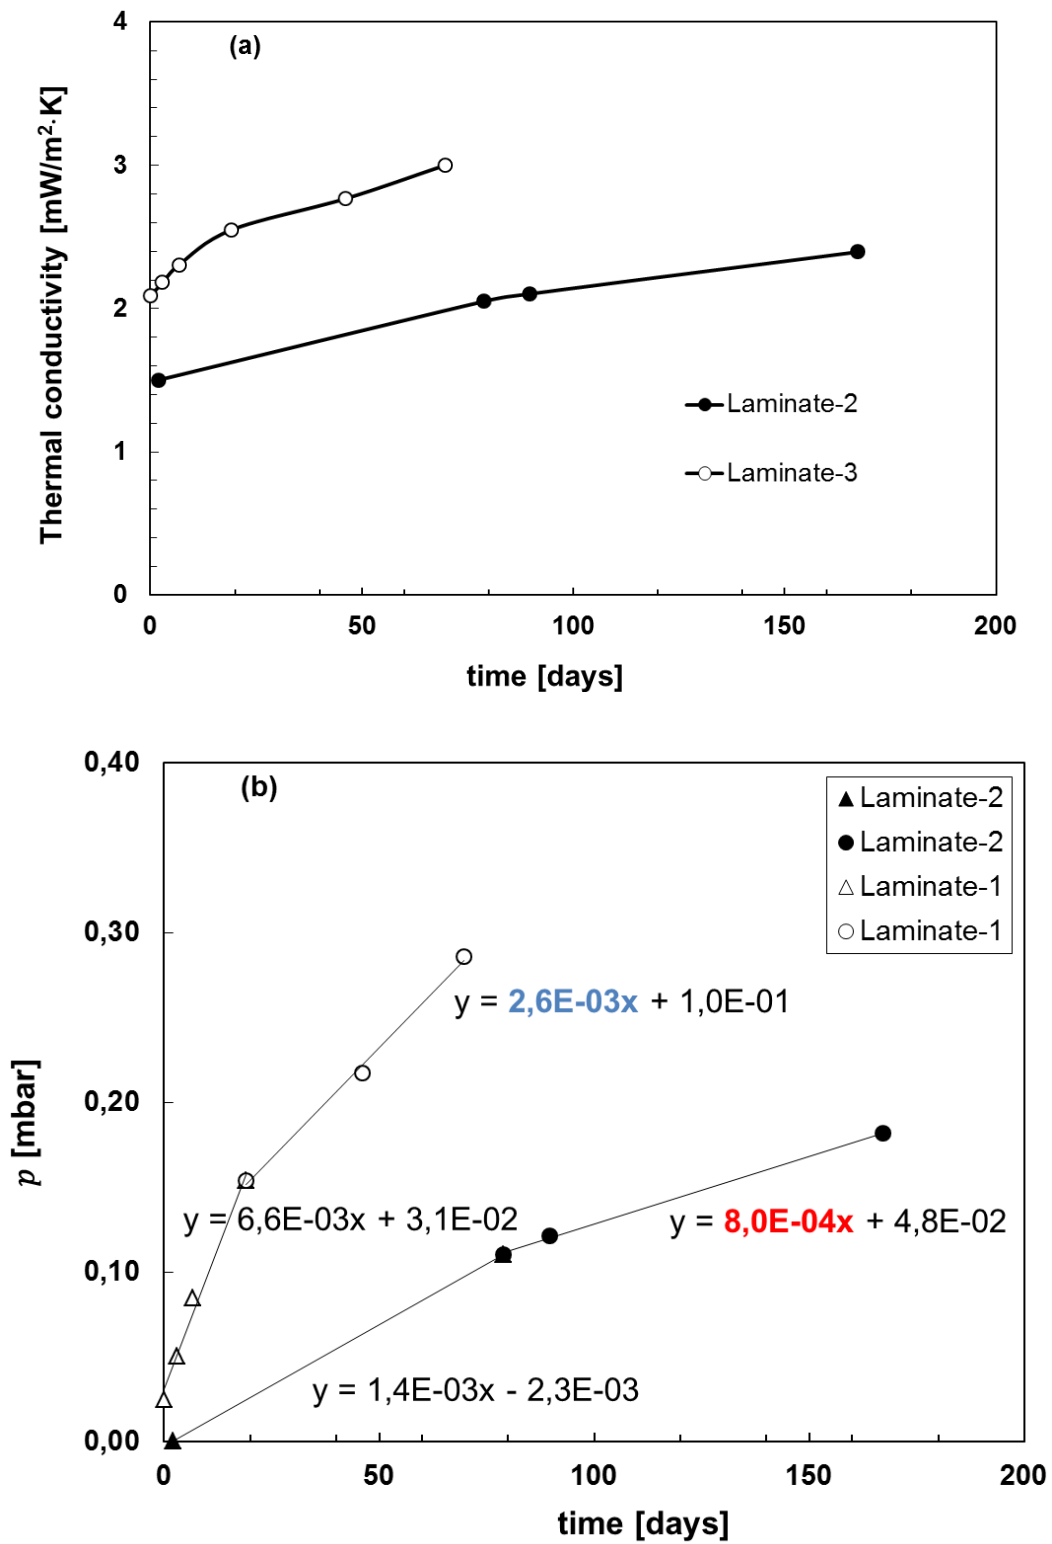 (a)
4
3
2
1
0
Thermal conductivity [mW/m²·K]
Laminate-2
Laminate-3
0 50 100 150 200
time [days]
(b)
0,40
0,30
0,20
0,10
0,00
p [mbar]
Laminate-2
Laminate-2
Laminate-1
Laminate-1
y = 2,6E-03x + 1,0E-01
y = 6,6E-03x + 3,1E-02
y = 8,0E-04x + 4,8E-02
y = 1,4E-03x - 2,3E-03
0 50 100 150 200
time [days]